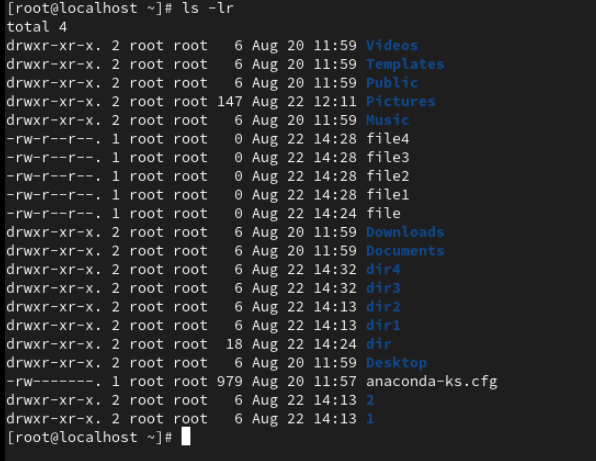 [root@localhost ~]# ls -lr
total 4
drwxr-xr-x. 2 root root   6 Aug 20 11:59 Videos
drwxr-xr-x. 2 root root   6 Aug 20 11:59 Templates
drwxr-xr-x. 2 root root   6 Aug 20 11:59 Public
drwxr-xr-x. 2 root root 147 Aug 22 12:11 Pictures
drwxr-xr-x. 2 root root   6 Aug 20 11:59 Music
-rw-r--r--. 1 root root   0 Aug 22 14:28 file4
-rw-r--r--. 1 root root   0 Aug 22 14:28 file3
-rw-r--r--. 1 root root   0 Aug 22 14:28 file2
-rw-r--r--. 1 root root   0 Aug 22 14:28 file1
-rw-r--r--. 1 root root   0 Aug 22 14:24 file
drwxr-xr-x. 2 root root   6 Aug 20 11:59 Downloads
drwxr-xr-x. 2 root root   6 Aug 20 11:59 Documents
drwxr-xr-x. 2 root root   6 Aug 22 14:32 dir4
drwxr-xr-x. 2 root root   6 Aug 22 14:32 dir3
drwxr-xr-x. 2 root root   6 Aug 22 14:13 dir2
drwxr-xr-x. 2 root root   6 Aug 22 14:13 dir1
drwxr-xr-x. 2 root root  18 Aug 22 14:24 dir
drwxr-xr-x. 2 root root   6 Aug 20 11:59 Desktop
-rw-------. 1 root root 979 Aug 20 11:57 anaconda-ks.cfg
drwxr-xr-x. 2 root root   6 Aug 22 14:13 2
drwxr-xr-x. 2 root root   6 Aug 22 14:13 1
[root@localhost ~]#